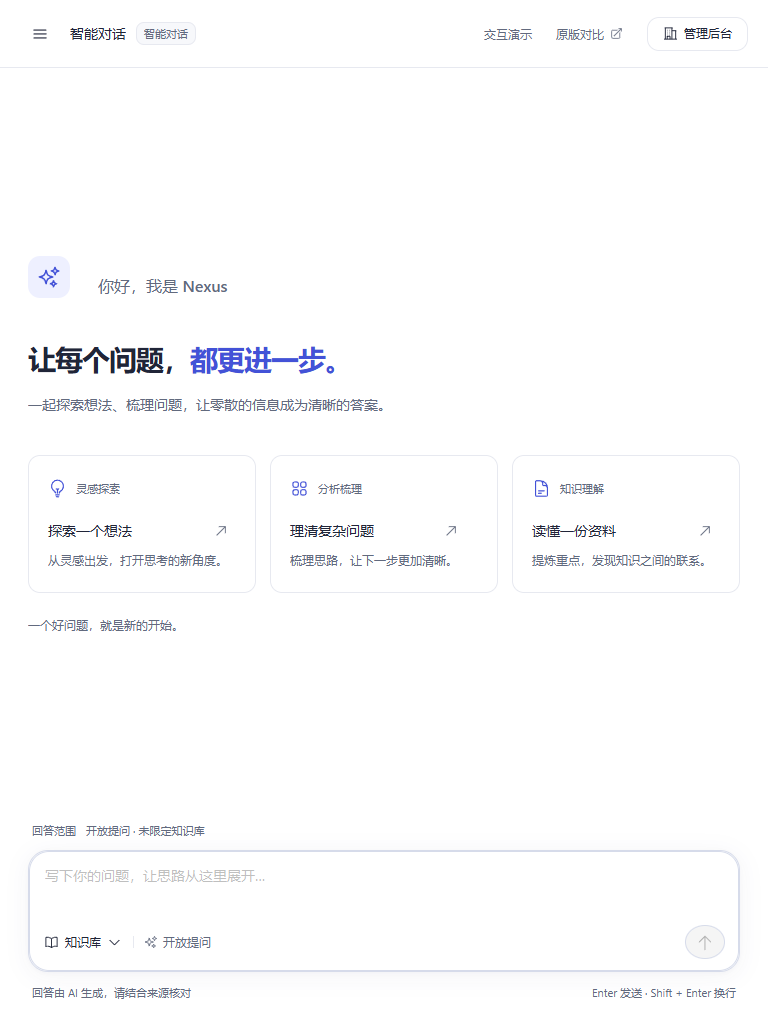 智能对话 智能对话 交互演示 原版对比 管理后台
你好，我是 Nexus
让每个问题，都更进一步。
一起探索想法、梳理问题，让零散的信息成为清晰的答案。
灵感探索
探索一个想法
从灵感出发，打开思考的新角度。
分析梳理
理清复杂问题
梳理思路，让下一步更加清晰。
知识理解
读懂一份资料
提炼重点，发现知识之间的联系。
一个好问题，就是新的开始。
回答范围 开放提问 · 未限定知识库
写下你的问题，让思路从这里展开...
知识库 开放提问
回答由 AI 生成，请结合来源核对 Enter 发送 · Shift + Enter 换行